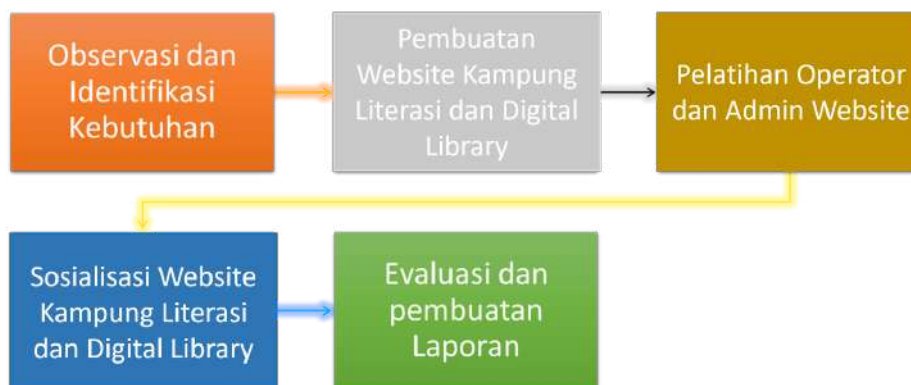 Observasi dan
Identifikasi
Kebutuhan
Pembuatan
Website Kampung
Literasi dan Digital
Library
Pelatihan Operator
dan Admin Website
Sosialisasi Website
Kampung Literasi
dan Digital Library
Evaluasi dan
pembuatan
Laporan